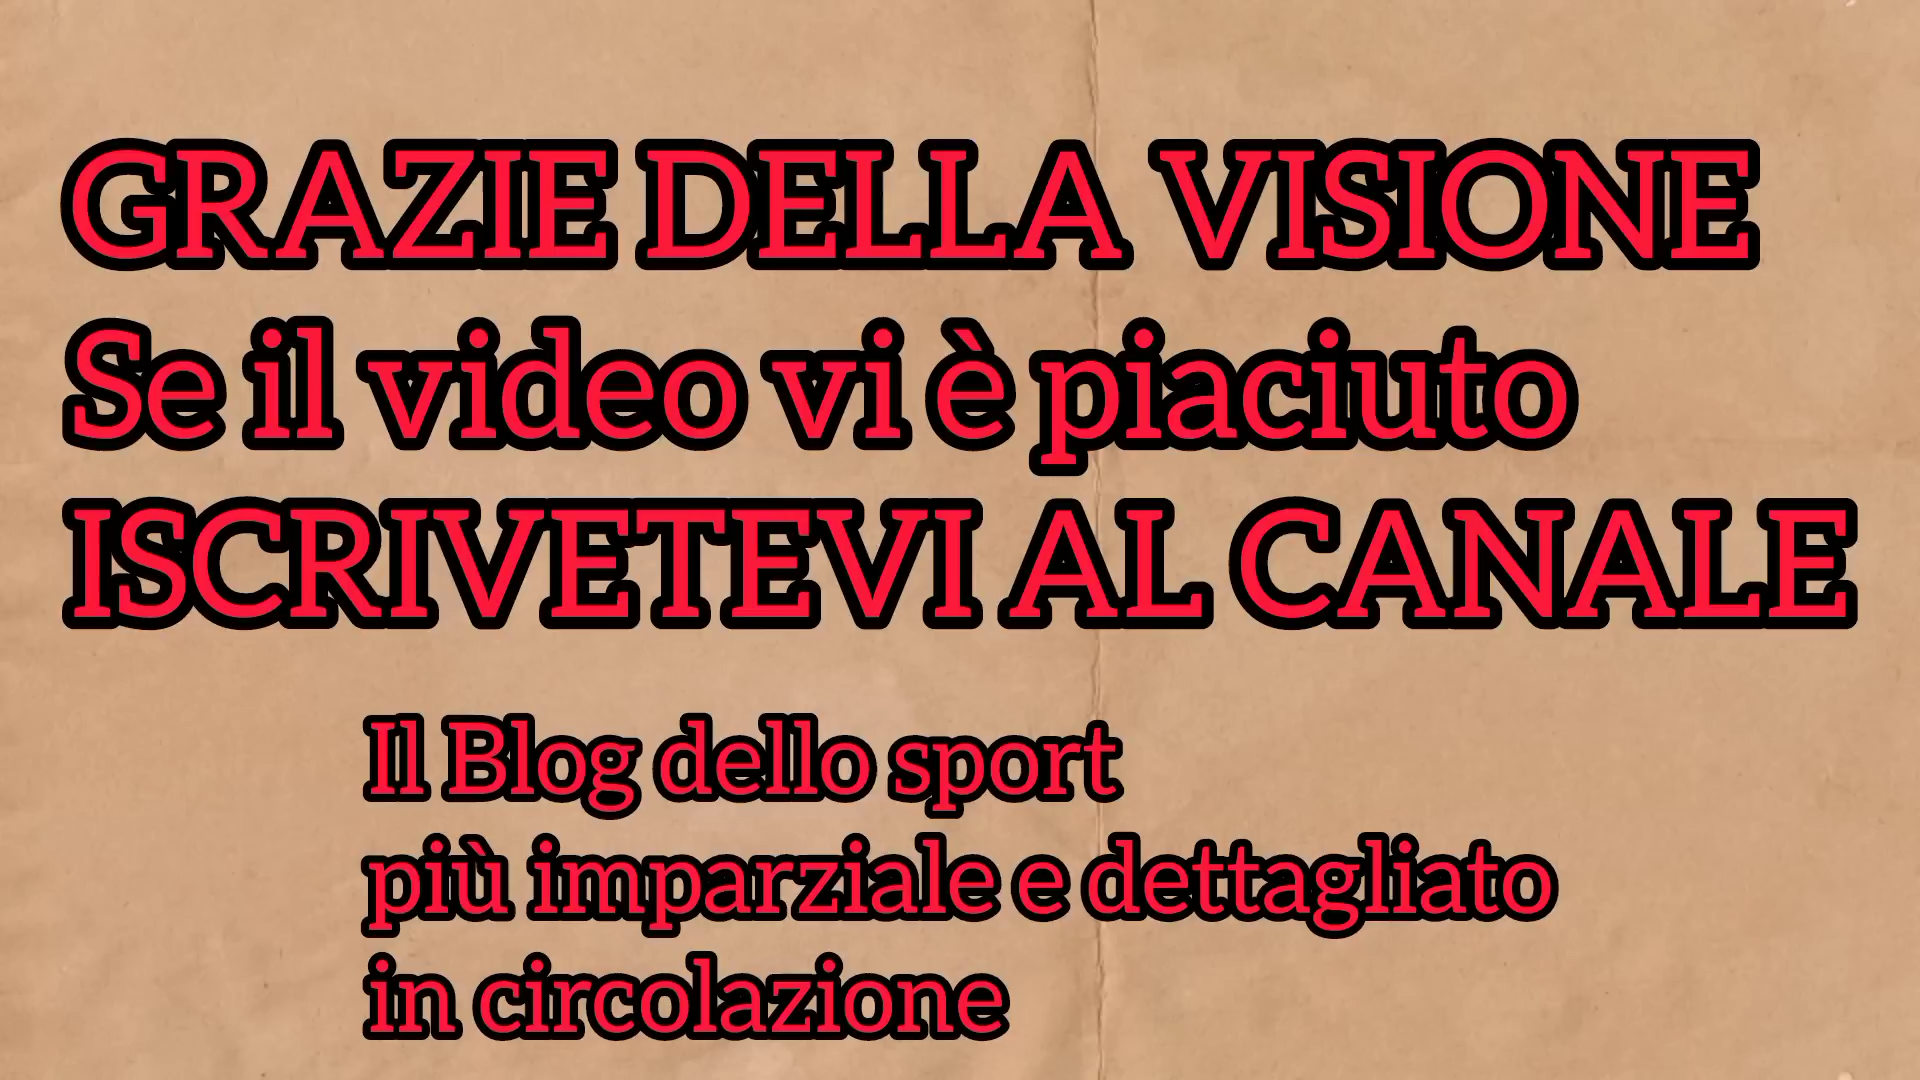 GRAZIE DELLA VISIONE
Se il video vi è piaciuto
ISCRIVETEVI AL CANALE
Il Blog dello sport
più imparziale e dettagliato
in circolazione